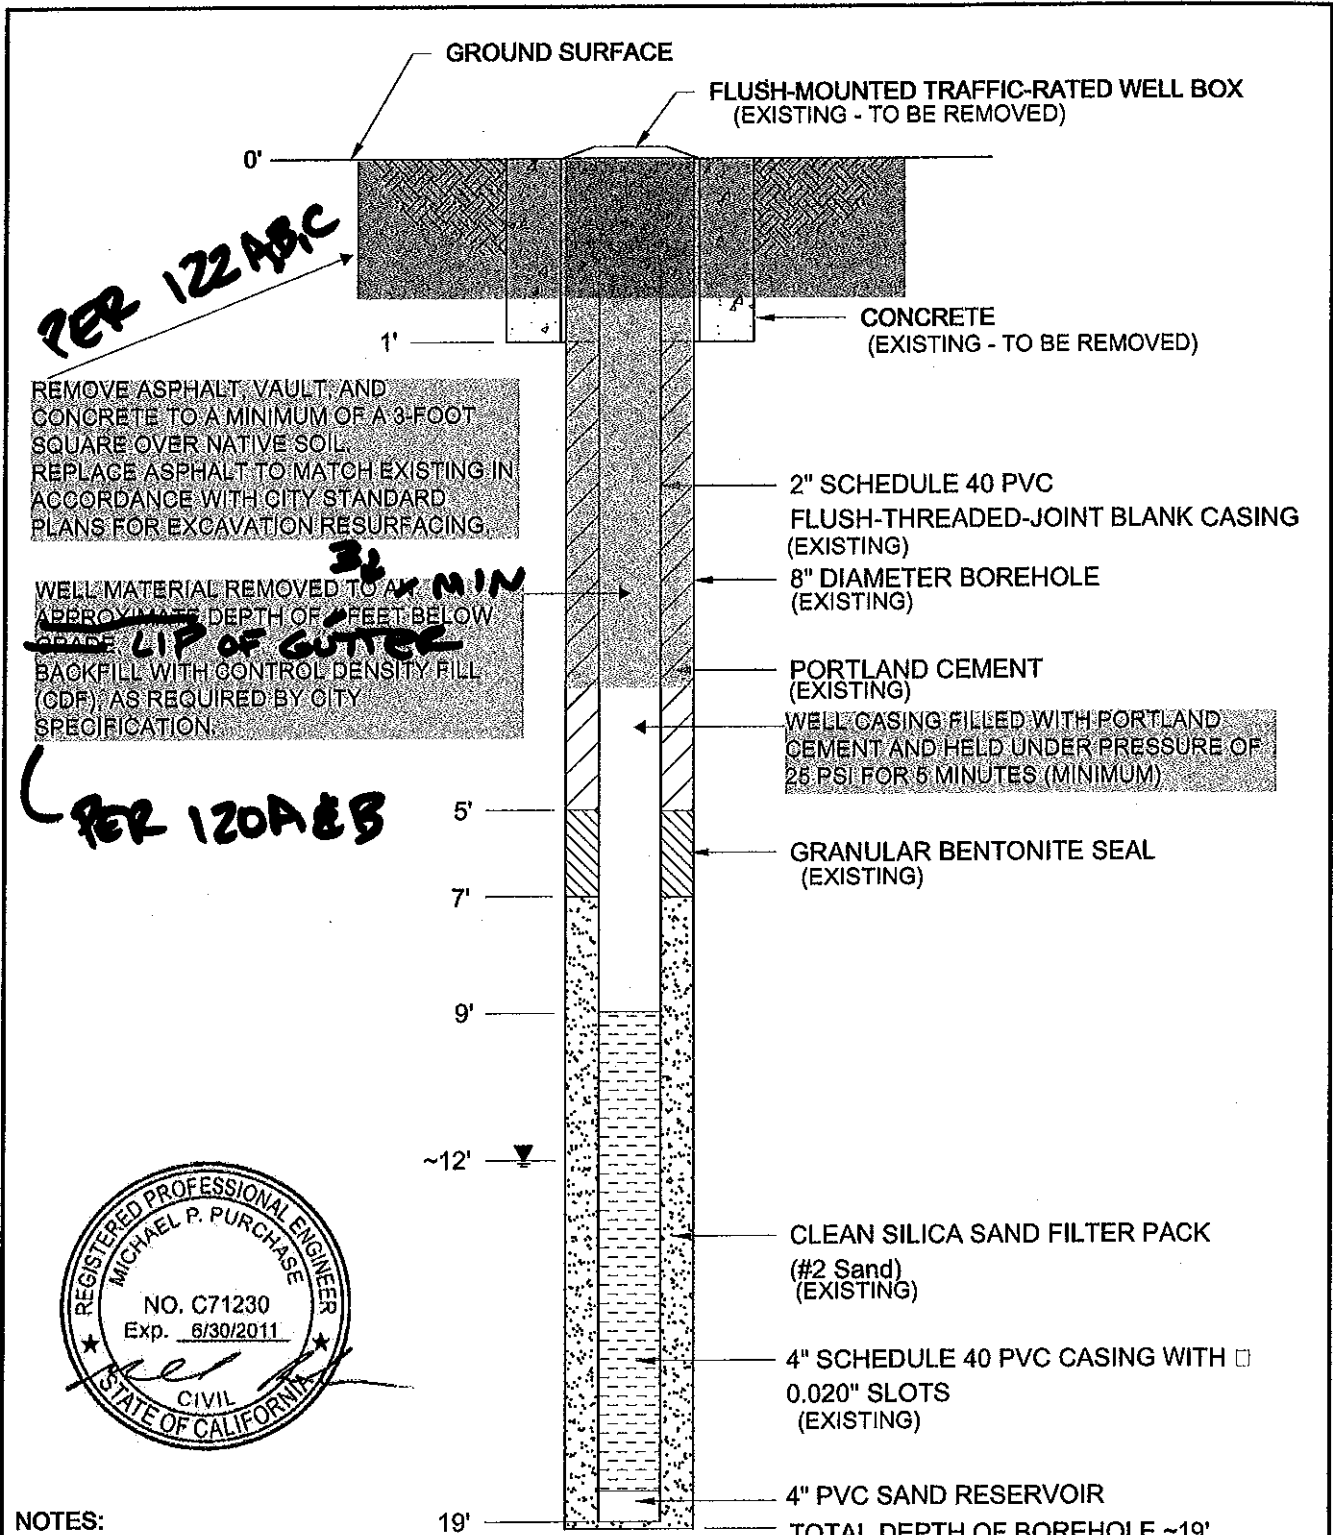 GROUND SURFACE
FLUSH-MOUNTED TRAFFIC-RATED WELL BOX
(EXISTING - TO BE REMOVED)
0'
PER 122 A,B,C
CONCRETE
(EXISTING - TO BE REMOVED)
1'
REMOVE ASPHALT, VAULT, AND
CONCRETE TO A MINIMUM OF A 3-FOOT
SQUARE OVER NATIVE SOIL.
REPLACE ASPHALT TO MATCH EXISTING IN
ACCORDANCE WITH CITY STANDARD
PLANS FOR EXCAVATION RESURFACING.
2" SCHEDULE 40 PVC
FLUSH-THREADED-JOINT BLANK CASING
(EXISTING)
8" DIAMETER BOREHOLE
(EXISTING)
WELL MATERIAL REMOVED TO MIN
APPROXIMATE DEPTH OF FEET BELOW
GRADE. LIP OF GUTTER
BACKFILL WITH CONTROL DENSITY FILL
(CDF), AS REQUIRED BY CITY
SPECIFICATION.
PORTLAND CEMENT
(EXISTING)
WELL CASING FILLED WITH PORTLAND
CEMENT AND HELD UNDER PRESSURE OF
25 PSI FOR 5 MINUTES (MINIMUM)
PER 120A & B
5'
GRANULAR BENTONITE SEAL
(EXISTING)
7'
9'
~12'
REGISTERED PROFESSIONAL ENGINEER
MICHAEL P. PURCHASE
NO. C71230
Exp. 6/30/2011
CIVIL
STATE OF CALIFORNIA
CLEAN SILICA SAND FILTER PACK
(#2 Sand)
(EXISTING)
4" SCHEDULE 40 PVC CASING WITH □
0.020" SLOTS
(EXISTING)
4" PVC SAND RESERVOIR
NOTES:
19'
TOTAL DEPTH OF BOREHOLE ~19'